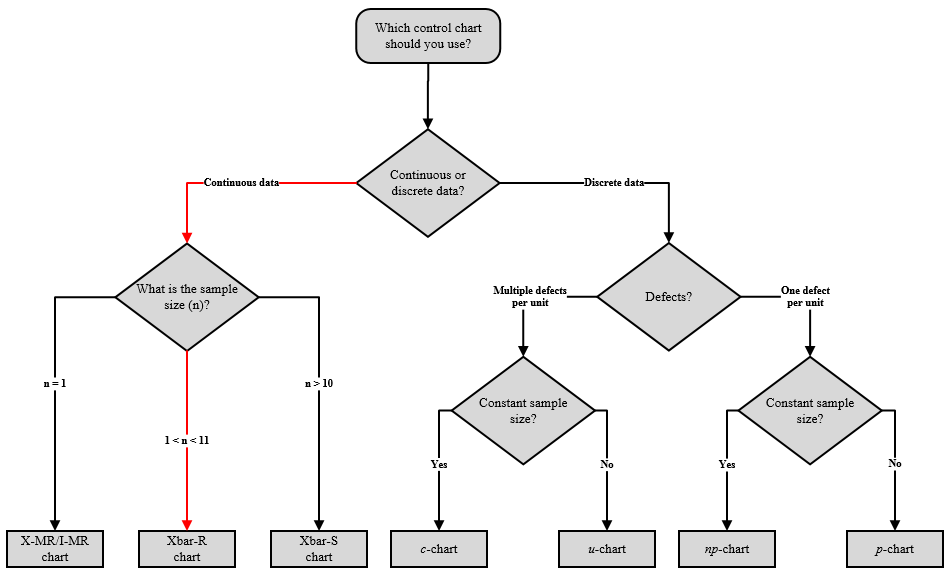 Which control chart
should you use?
Continuous or
discrete data?
Continuous data
Discrete data
What is the sample
size (n)?
Multiple defects
per unit
Defects?
One defect
per unit
n = 1
n > 10
Constant sample
size?
Constant sample
size?
1 < n < 11
Yes
No
Yes
No
X-MR/I-MR
chart
Xbar-R
chart
Xbar-S
chart
c-chart
u-chart
np-chart
p-chart